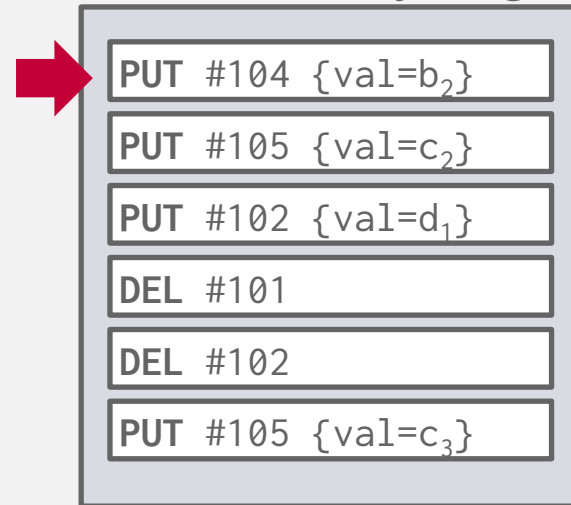 PUT #104 {val=b₂}
PUT #105 {val=c₂}
PUT #102 {val=d₁}
DEL #101
DEL #102
PUT #105 {val=c₃}